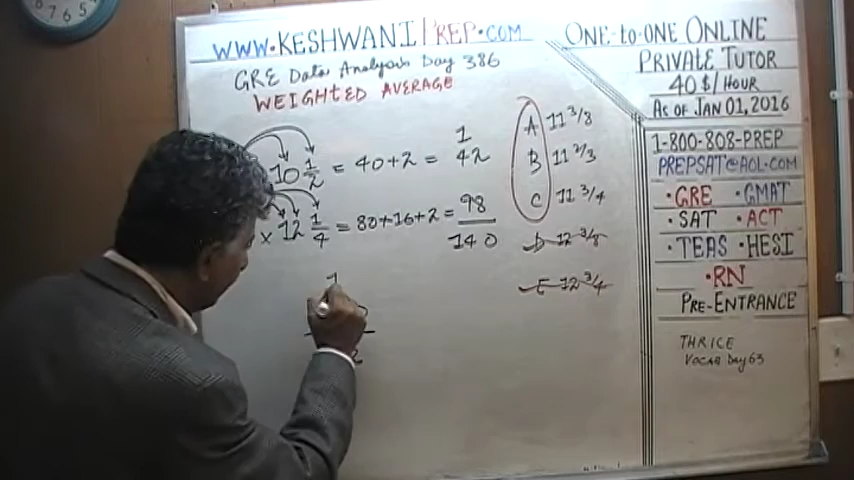 WWW.KESHWANI PREP.COM
GRE Data Analysis Day 386
WEIGHTED AVERAGE
10 1/2 = 40+2 = 42
1
× 12 1/4 = 80+16+2 = 98
140
A 11 3/8
B 11 2/3
C 11 3/4
D 12 3/8
E 12 3/4
ONE-TO-ONE ONLINE
PRIVATE TUTOR
40 $/HOUR
AS OF JAN 01, 2016
1-800-808-PREP
PREPSAT@AOL.COM
•GRE •GMAT
•SAT •ACT
•TEAS •HESI
•RN
PRE-ENTRANCE
THRICE
VOCAB Day 63
7 6 5